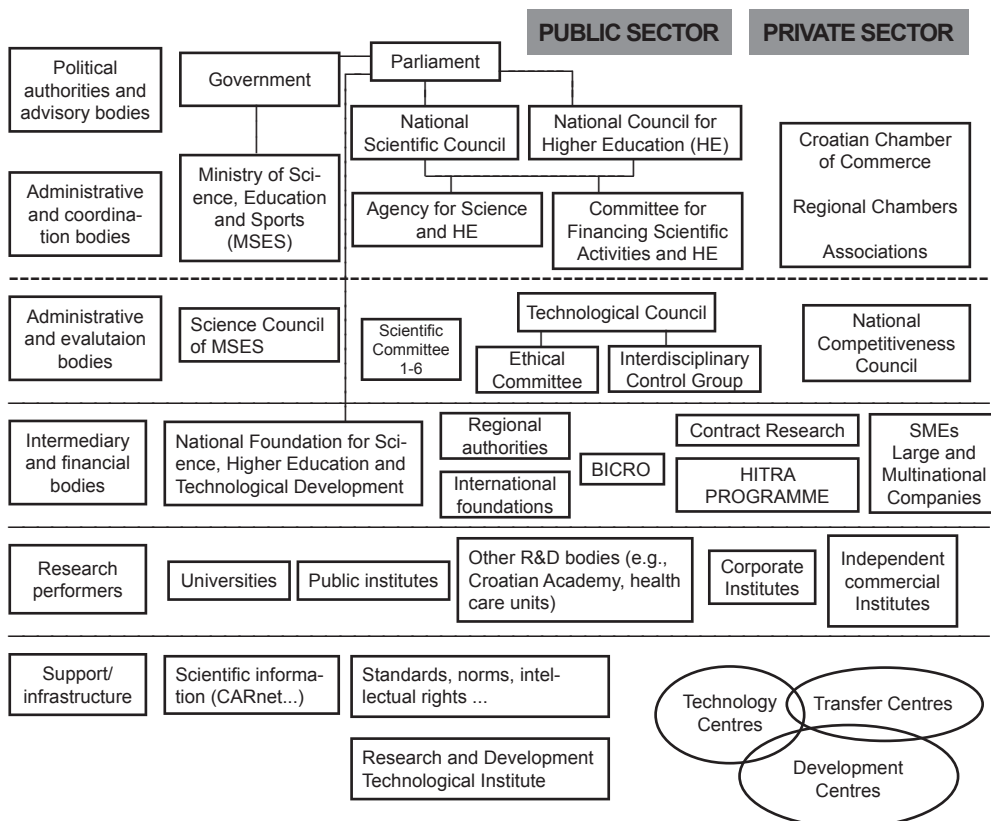 PUBLIC SECTOR
PRIVATE SECTOR
Political
authorities and
advisory bodies
Government
Parliament
National
Scientific Council
National Council for
Higher Education (HE)
Croatian Chamber
of Commerce
Regional Chambers
Associations
Administrative
and coordina-
tion bodies
Ministry of Sci-
ence, Education
and Sports
(MSES)
Agency for Science
and HE
Committee for
Financing Scientific
Activities and HE
Administrative
and evalutaion
bodies
Science Council
of MSES
Scientific
Committee
1-6
Technological Council
Ethical
Committee
Interdisciplinary
Control Group
National
Competitiveness
Council
Intermediary
and financial
bodies
National Foundation for Sci-
ence, Higher Education and
Technological Development
Regional
authorities
International
foundations
BICRO
Contract Research
HITRA
PROGRAMME
SMEs
Large and
Multinational
Companies
Research
performers
Universities
Public institutes
Other R&D bodies (e.g.,
Croatian Academy, health
care units)
Corporate
Institutes
Independent
commercial
Institutes
Support/
infrastructure
Scientific informa-
tion (CARnet...)
Standards, norms, intel-
lectual rights ...
Research and Development
Technological Institute
Technology
Centres
Transfer Centres
Development
Centres